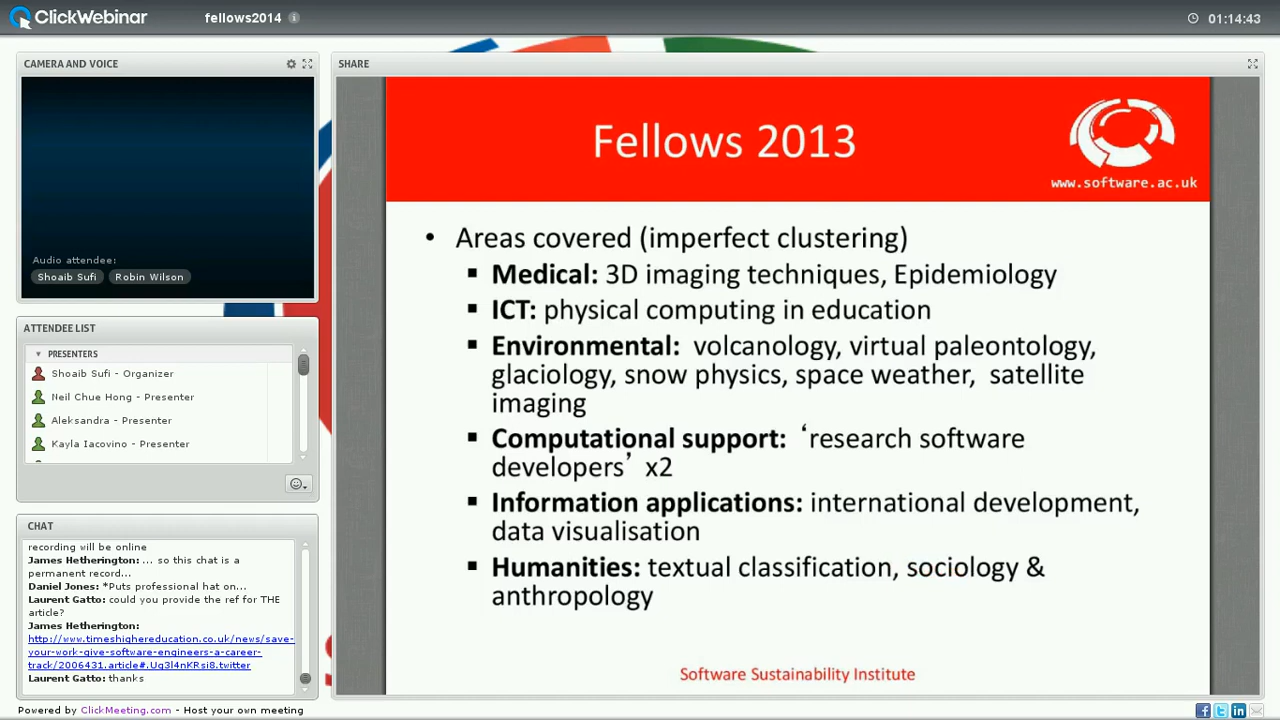 ClickWebinar
fellows2014
01:14:43
CAMERA AND VOICE
Audio attendee:
Shoaib Sufi Robin Wilson
ATTENDEE LIST
PRESENTERS
Shoaib Sufi - Organizer
Neil Chue Hong - Presenter
Aleksandra - Presenter
Kayla Iacovino - Presenter
CHAT
recording will be online
James Hetherington: ... so this chat is a
permanent record...
Daniel Jones: *Puts professional hat on...
Laurent Gatto: could you provide the ref for THE
article?
James Hetherington:
http://www.timeshighereducation.co.uk/news/save-
your-work-give-software-engineers-a-career-
track/2006431.article#.Ug3l4nKRsi8.twitter
Laurent Gatto: thanks
SHARE
Fellows 2013
www.software.ac.uk
• Areas covered (imperfect clustering)
▪ Medical: 3D imaging techniques, Epidemiology
▪ ICT: physical computing in education
▪ Environmental: volcanology, virtual paleontology,
glaciology, snow physics, space weather, satellite
imaging
▪ Computational support: ‘research software
developers’ x2
▪ Information applications: international development,
data visualisation
▪ Humanities: textual classification, sociology &
anthropology
Software Sustainability Institute
Powered by ClickMeeting.com - Host your own meeting